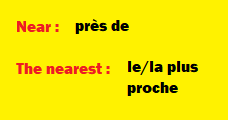 Near : près de
The nearest : le/la plus
proche